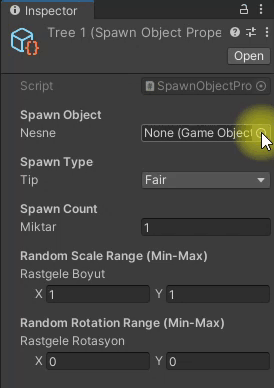 Inspector
Tree 1 (Spawn Object Prope
Open
Script SpawnObjectPro
Spawn Object
Nesne None (Game Object
Spawn Type
Tip Fair
Spawn Count
Miktar 1
Random Scale Range (Min-Max)
Rastgele Boyut
X 1 Y 1
Random Rotation Range (Min-Max)
Rastgele Rotasyon
X 0 Y 0